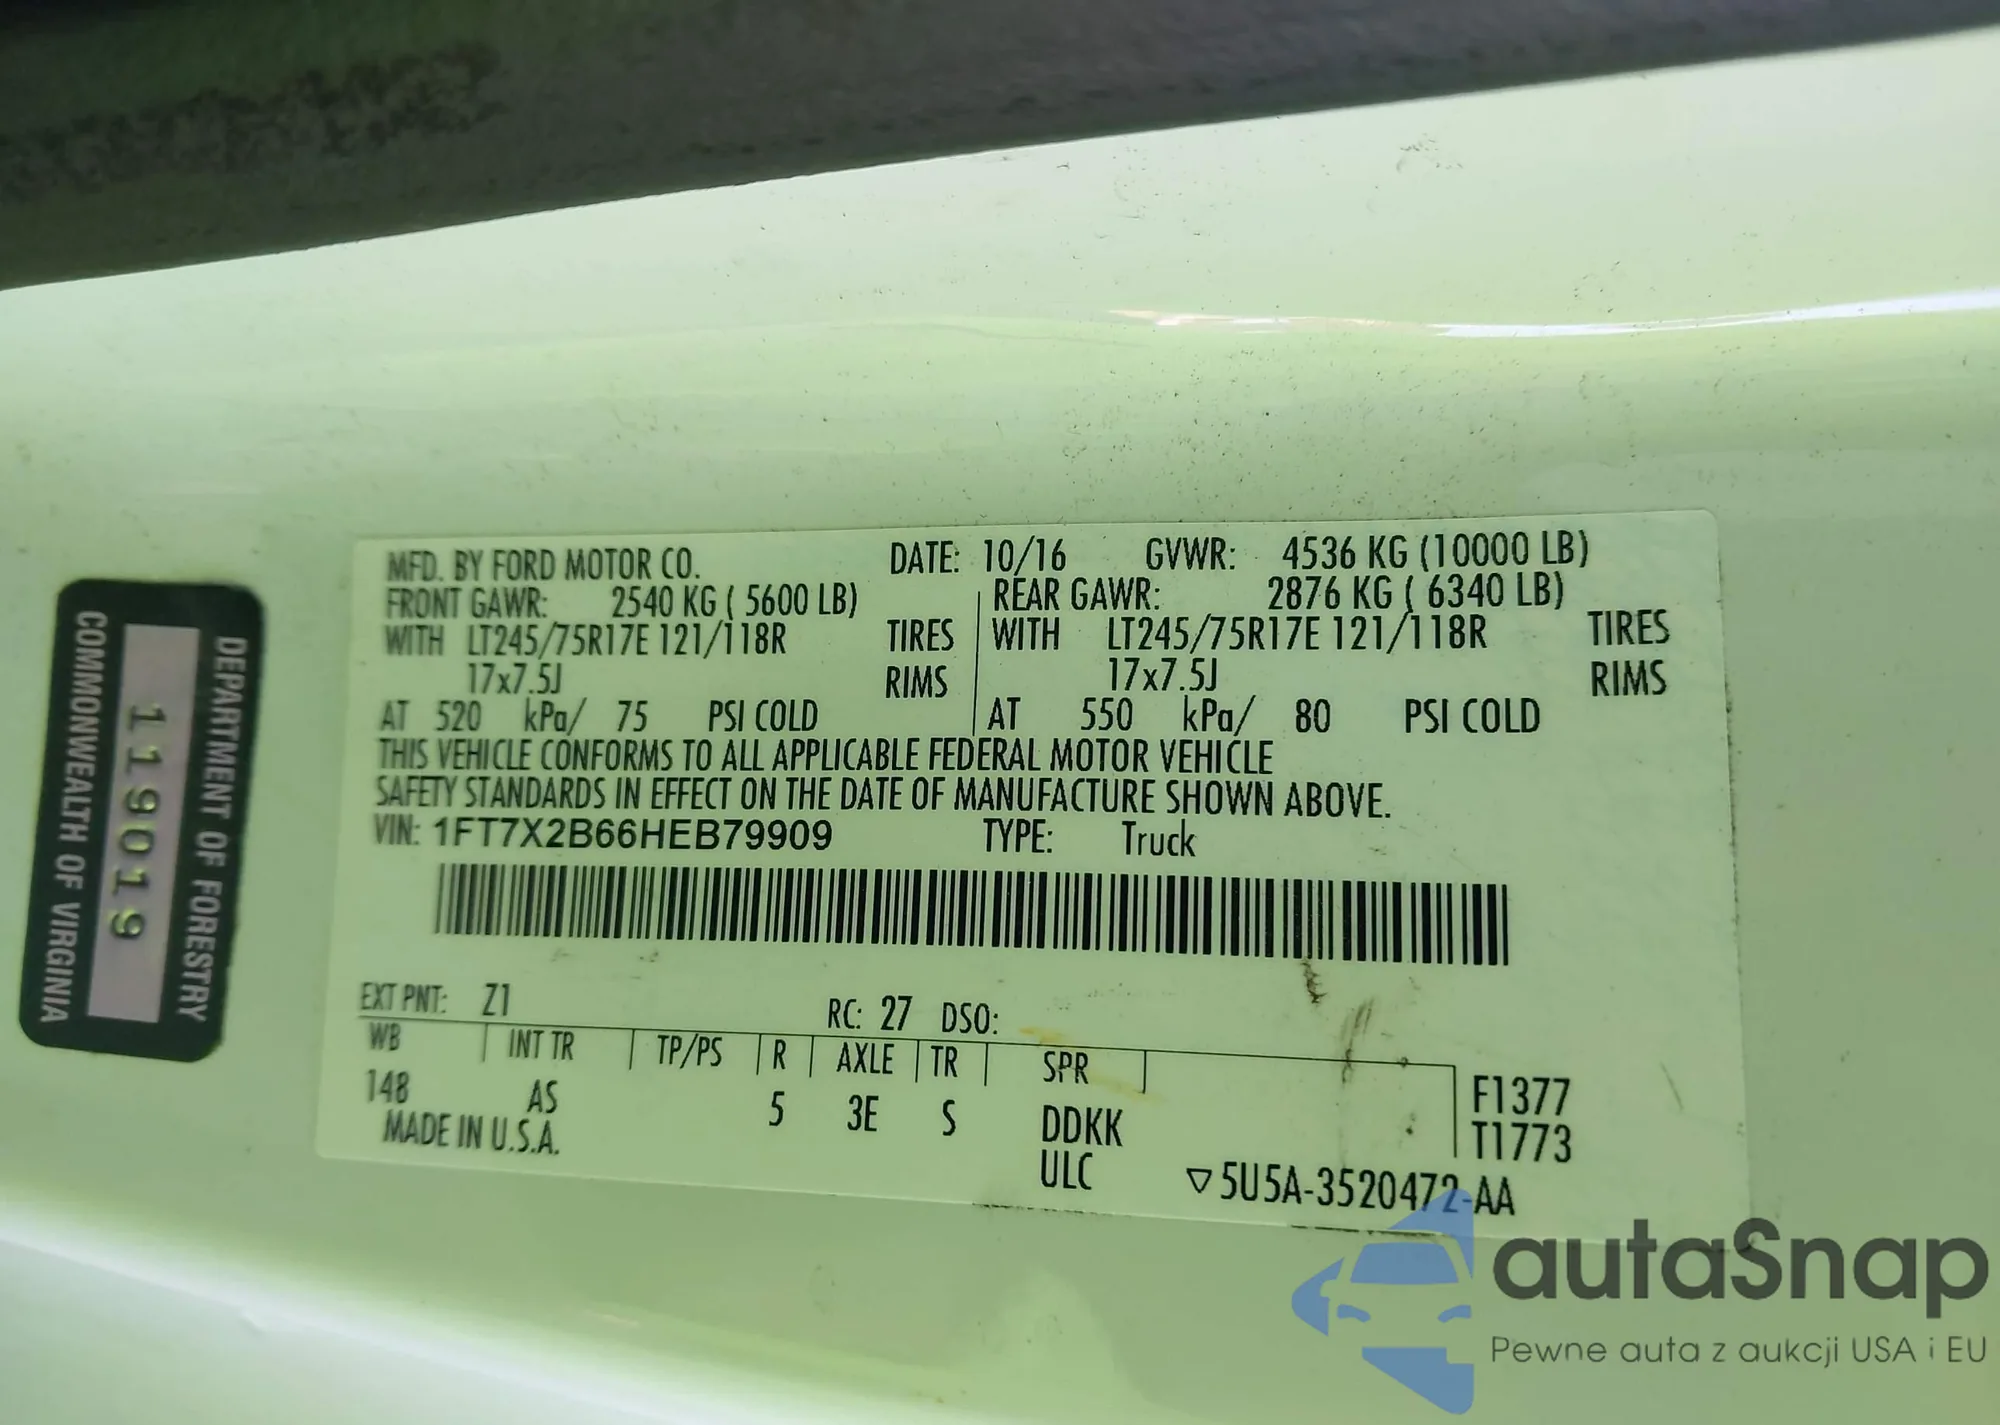 DEPARTMENT OF FORESTRY
119019
COMMONWEALTH OF VIRGINIA
MFD. BY FORD MOTOR CO. DATE: 10/16 GVWR: 4536 KG (10000 LB)
FRONT GAWR: 2540 KG ( 5600 LB) REAR GAWR: 2876 KG ( 6340 LB)
WITH LT245/75R17E 121/118R TIRES WITH LT245/75R17E 121/118R TIRES
17x7.5J RIMS 17x7.5J RIMS
AT 520 kPa/ 75 PSI COLD AT 550 kPa/ 80 PSI COLD
THIS VEHICLE CONFORMS TO ALL APPLICABLE FEDERAL MOTOR VEHICLE
SAFETY STANDARDS IN EFFECT ON THE DATE OF MANUFACTURE SHOWN ABOVE.
VIN: 1FT7X2B66HEB79909 TYPE: Truck
EXT PNT: Z1 RC: 27 DSO:
WB INT TR TP/PS R AXLE TR SPR
148 AS 5 3E S DDKK F1377
MADE IN U.S.A. ULC T1773
▽5U5A-3520472-AA
autaSnap
Pewne auta z aukcji USA i EU